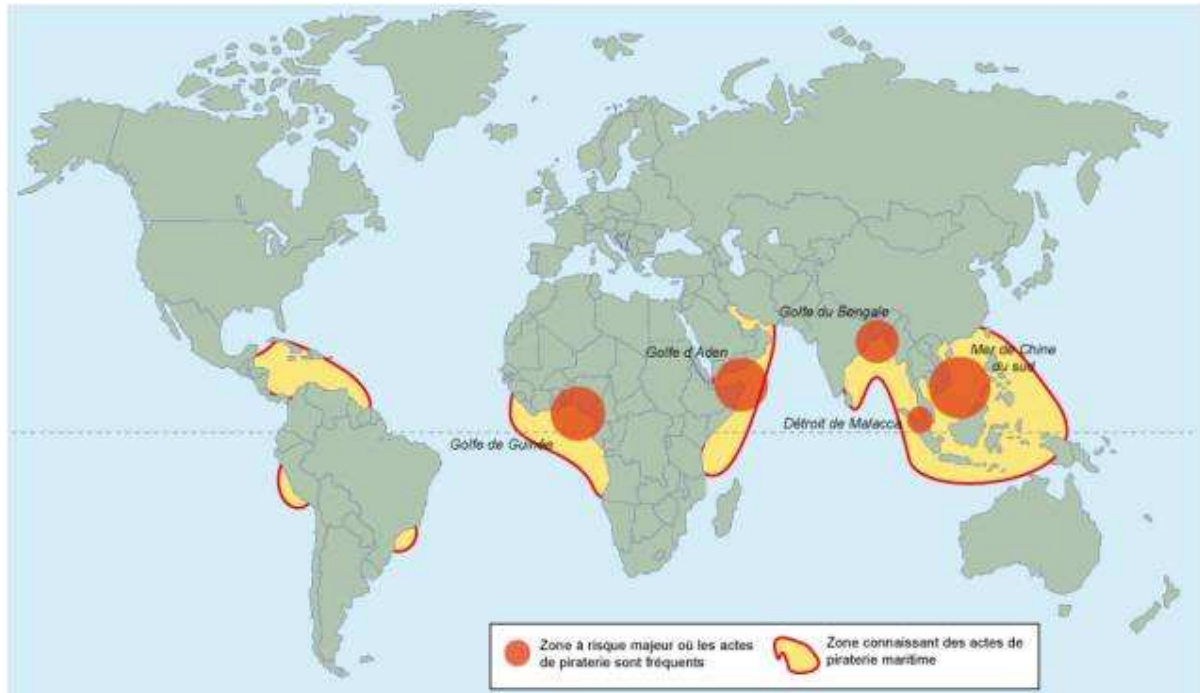 Golfe du Bengale
Mer de Chine
du sud
Golfe d'Aden
Détroit de Malacca
Golfe de Guinée
Zone à risque majeur où les actes
de piraterie sont fréquents
Zone connaissant des actes de
piraterie maritime